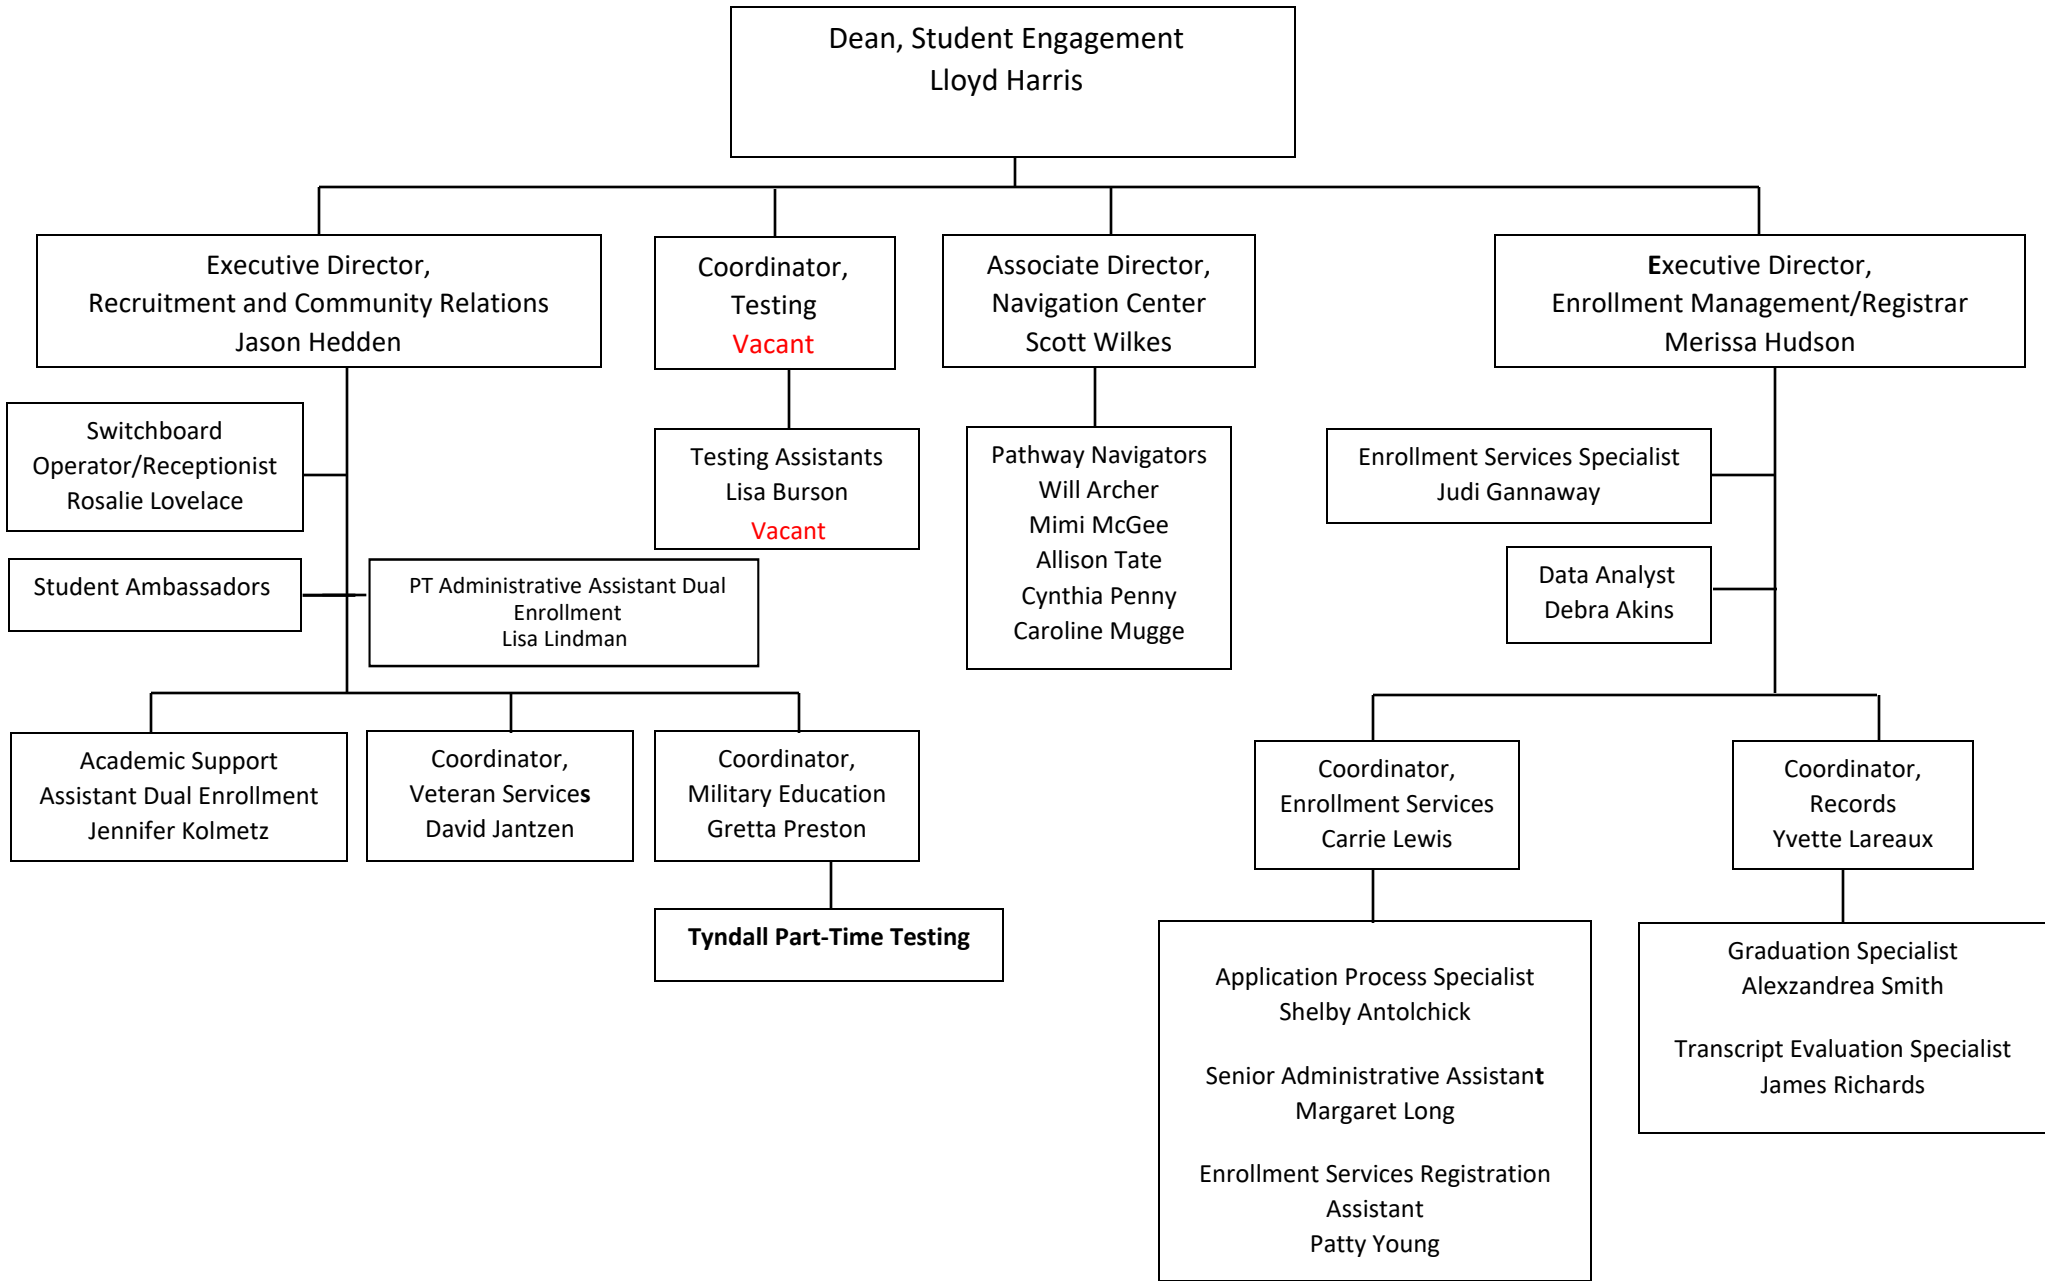 Dean, Student Engagement
Lloyd Harris
Executive Director,
Recruitment and Community Relations
Jason Hedden
Coordinator,
Testing
Vacant
Associate Director,
Navigation Center
Scott Wilkes
Executive Director,
Enrollment Management/Registrar
Merissa Hudson
Switchboard
Operator/Receptionist
Rosalie Lovelace
Testing Assistants
Lisa Burson
Vacant
Pathway Navigators
Will Archer
Mimi McGee
Allison Tate
Cynthia Penny
Caroline Mugge
Enrollment Services Specialist
Judi Gannaway
Student Ambassadors
PT Administrative Assistant Dual
Enrollment
Lisa Lindman
Data Analyst
Debra Akins
Academic Support
Assistant Dual Enrollment
Jennifer Kolmetz
Coordinator,
Veteran Services
David Jantzen
Coordinator,
Military Education
Gretta Preston
Coordinator,
Enrollment Services
Carrie Lewis
Coordinator,
Records
Yvette Lareaux
Tyndall Part-Time Testing
Application Process Specialist
Shelby Antolchick
Senior Administrative Assistant
Margaret Long
Enrollment Services Registration
Assistant
Patty Young
Graduation Specialist
Alexzandrea Smith
Transcript Evaluation Specialist
James Richards